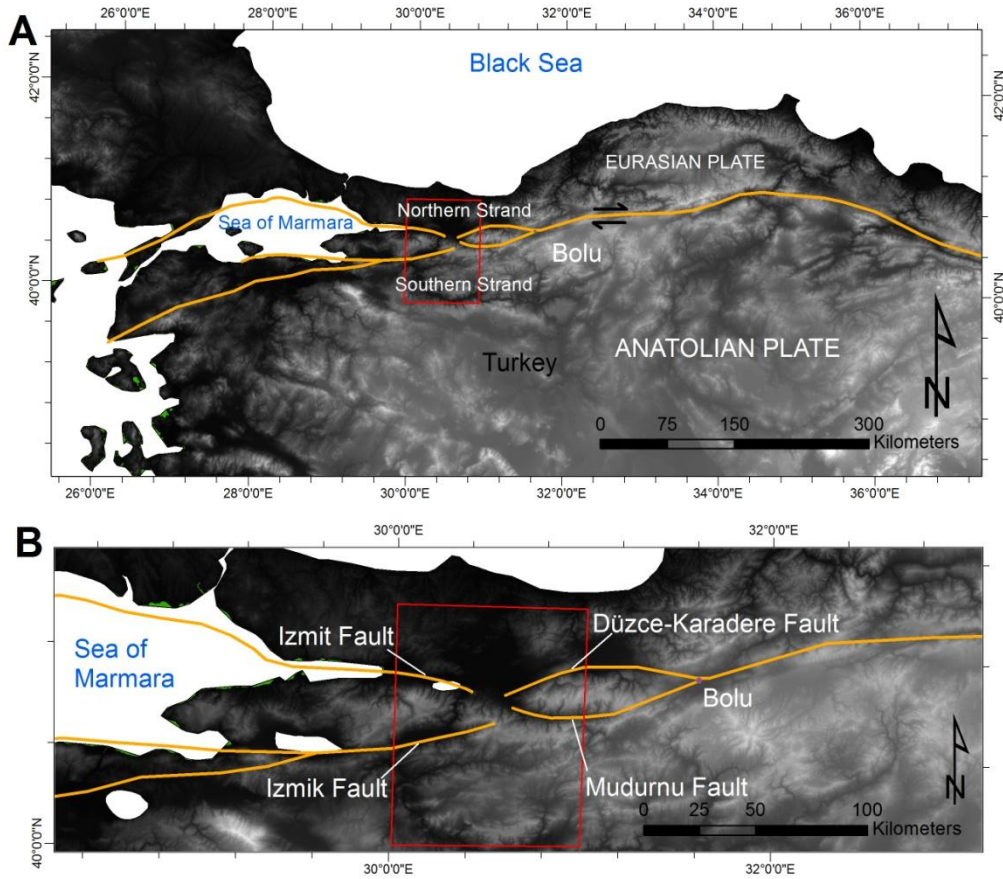 A
26°0'0"E 28°0'0"E 30°0'0"E 32°0'0"E 34°0'0"E 36°0'0"E
42°0'0"N
42°0'0"N
Black Sea
EURASIAN PLATE
Northern Strand
Sea of Marmara
Bolu
40°0'0"N
40°0'0"N
Southern Strand
Turkey
ANATOLIAN PLATE
N
0 75 150 300
Kilometers
26°0'0"E 28°0'0"E 30°0'0"E 32°0'0"E 34°0'0"E 36°0'0"E
B
30°0'0"E 32°0'0"E
Izmit Fault
Düzce-Karadere Fault
Sea of
Marmara
Bolu
Izmik Fault
Mudurnu Fault
N
0 25 50 100
Kilometers
40°0'0"N
40°0'0"N
30°0'0"E 32°0'0"E